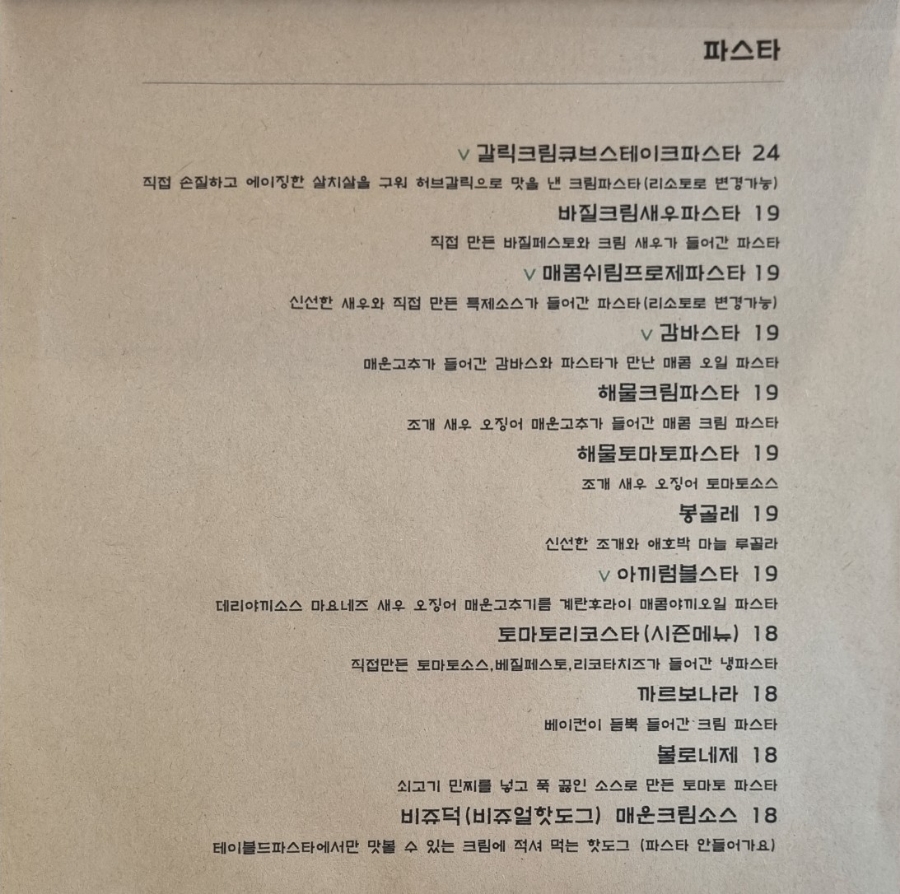 파스타
V 갈릭크림큐브스테이크파스타 24
직접 손질하고 에이징한 살치살을 구워 허브갈릭으로 맛을 낸 크림파스타(리소토로 변경가능)
바질크림새우파스타 19
직접 만든 바질페스토와 크림 새우가 들어간 파스타
V 매콤쉬림프로제파스타 19
신선한 새우와 직접 만든 특제소스가 들어간 파스타(리소토로 변경가능)
V 감바스타 19
매운고추가 들어간 감바스와 파스타가 만난 매콤 오일 파스타
해물크림파스타 19
조개 새우 오징어 매운고추가 들어간 매콤 크림 파스타
해물토마토파스타 19
조개 새우 오징어 토마토소스
봉골레 19
신선한 조개와 애호박 마늘 루꼴라
V 아끼럼블스타 19
데리야끼소스 마요네즈 새우 오징어 매운고추기름 계란후라이 매콤야끼오일 파스타
토마토리코스타(시즌메뉴) 18
직접만든 토마토소스,베질페스토,리코타치즈가 들어간 냉파스타
까르보나라 18
베이컨이 듬뿍 들어간 크림 파스타
볼로네제 18
쇠고기 민찌를 넣고 푹 끓인 소스로 만든 토마토 파스타
비쥬덕(비쥬얼핫도그) 매운크림소스 18
테이블드파스타에서만 맛볼 수 있는 크림에 적셔 먹는 핫도그 (파스타 안들어가요)